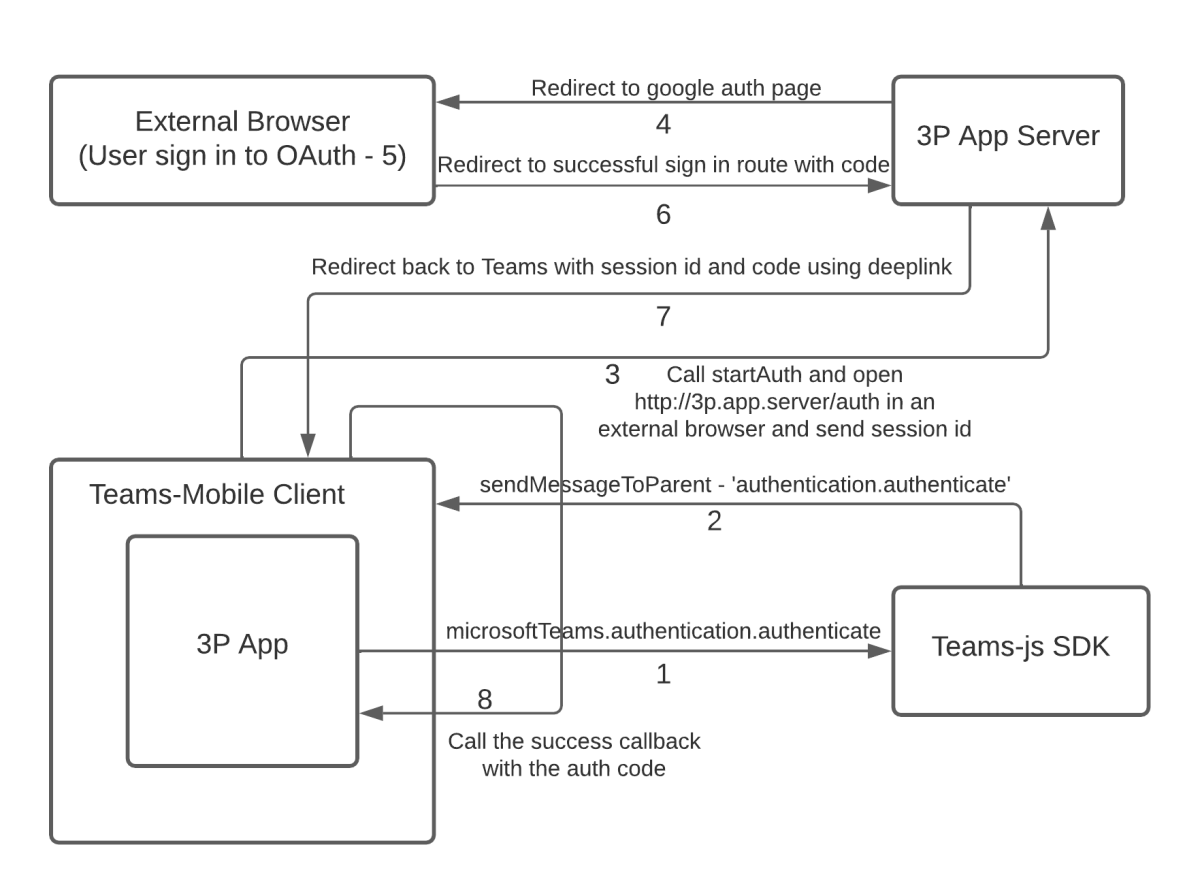 Redirect to google auth page
4
External Browser
(User sign in to OAuth - 5)
3P App Server
Redirect to successful sign in route with code
6
Redirect back to Teams with session id and code using deeplink
7
3
Call startAuth and open
http://3p.app.server/auth in an
external browser and send session id
Teams-Mobile Client
sendMessageToParent - 'authentication.authenticate'
2
3P App
microsoftTeams.authentication.authenticate
1
Teams-js SDK
8
Call the success callback
with the auth code